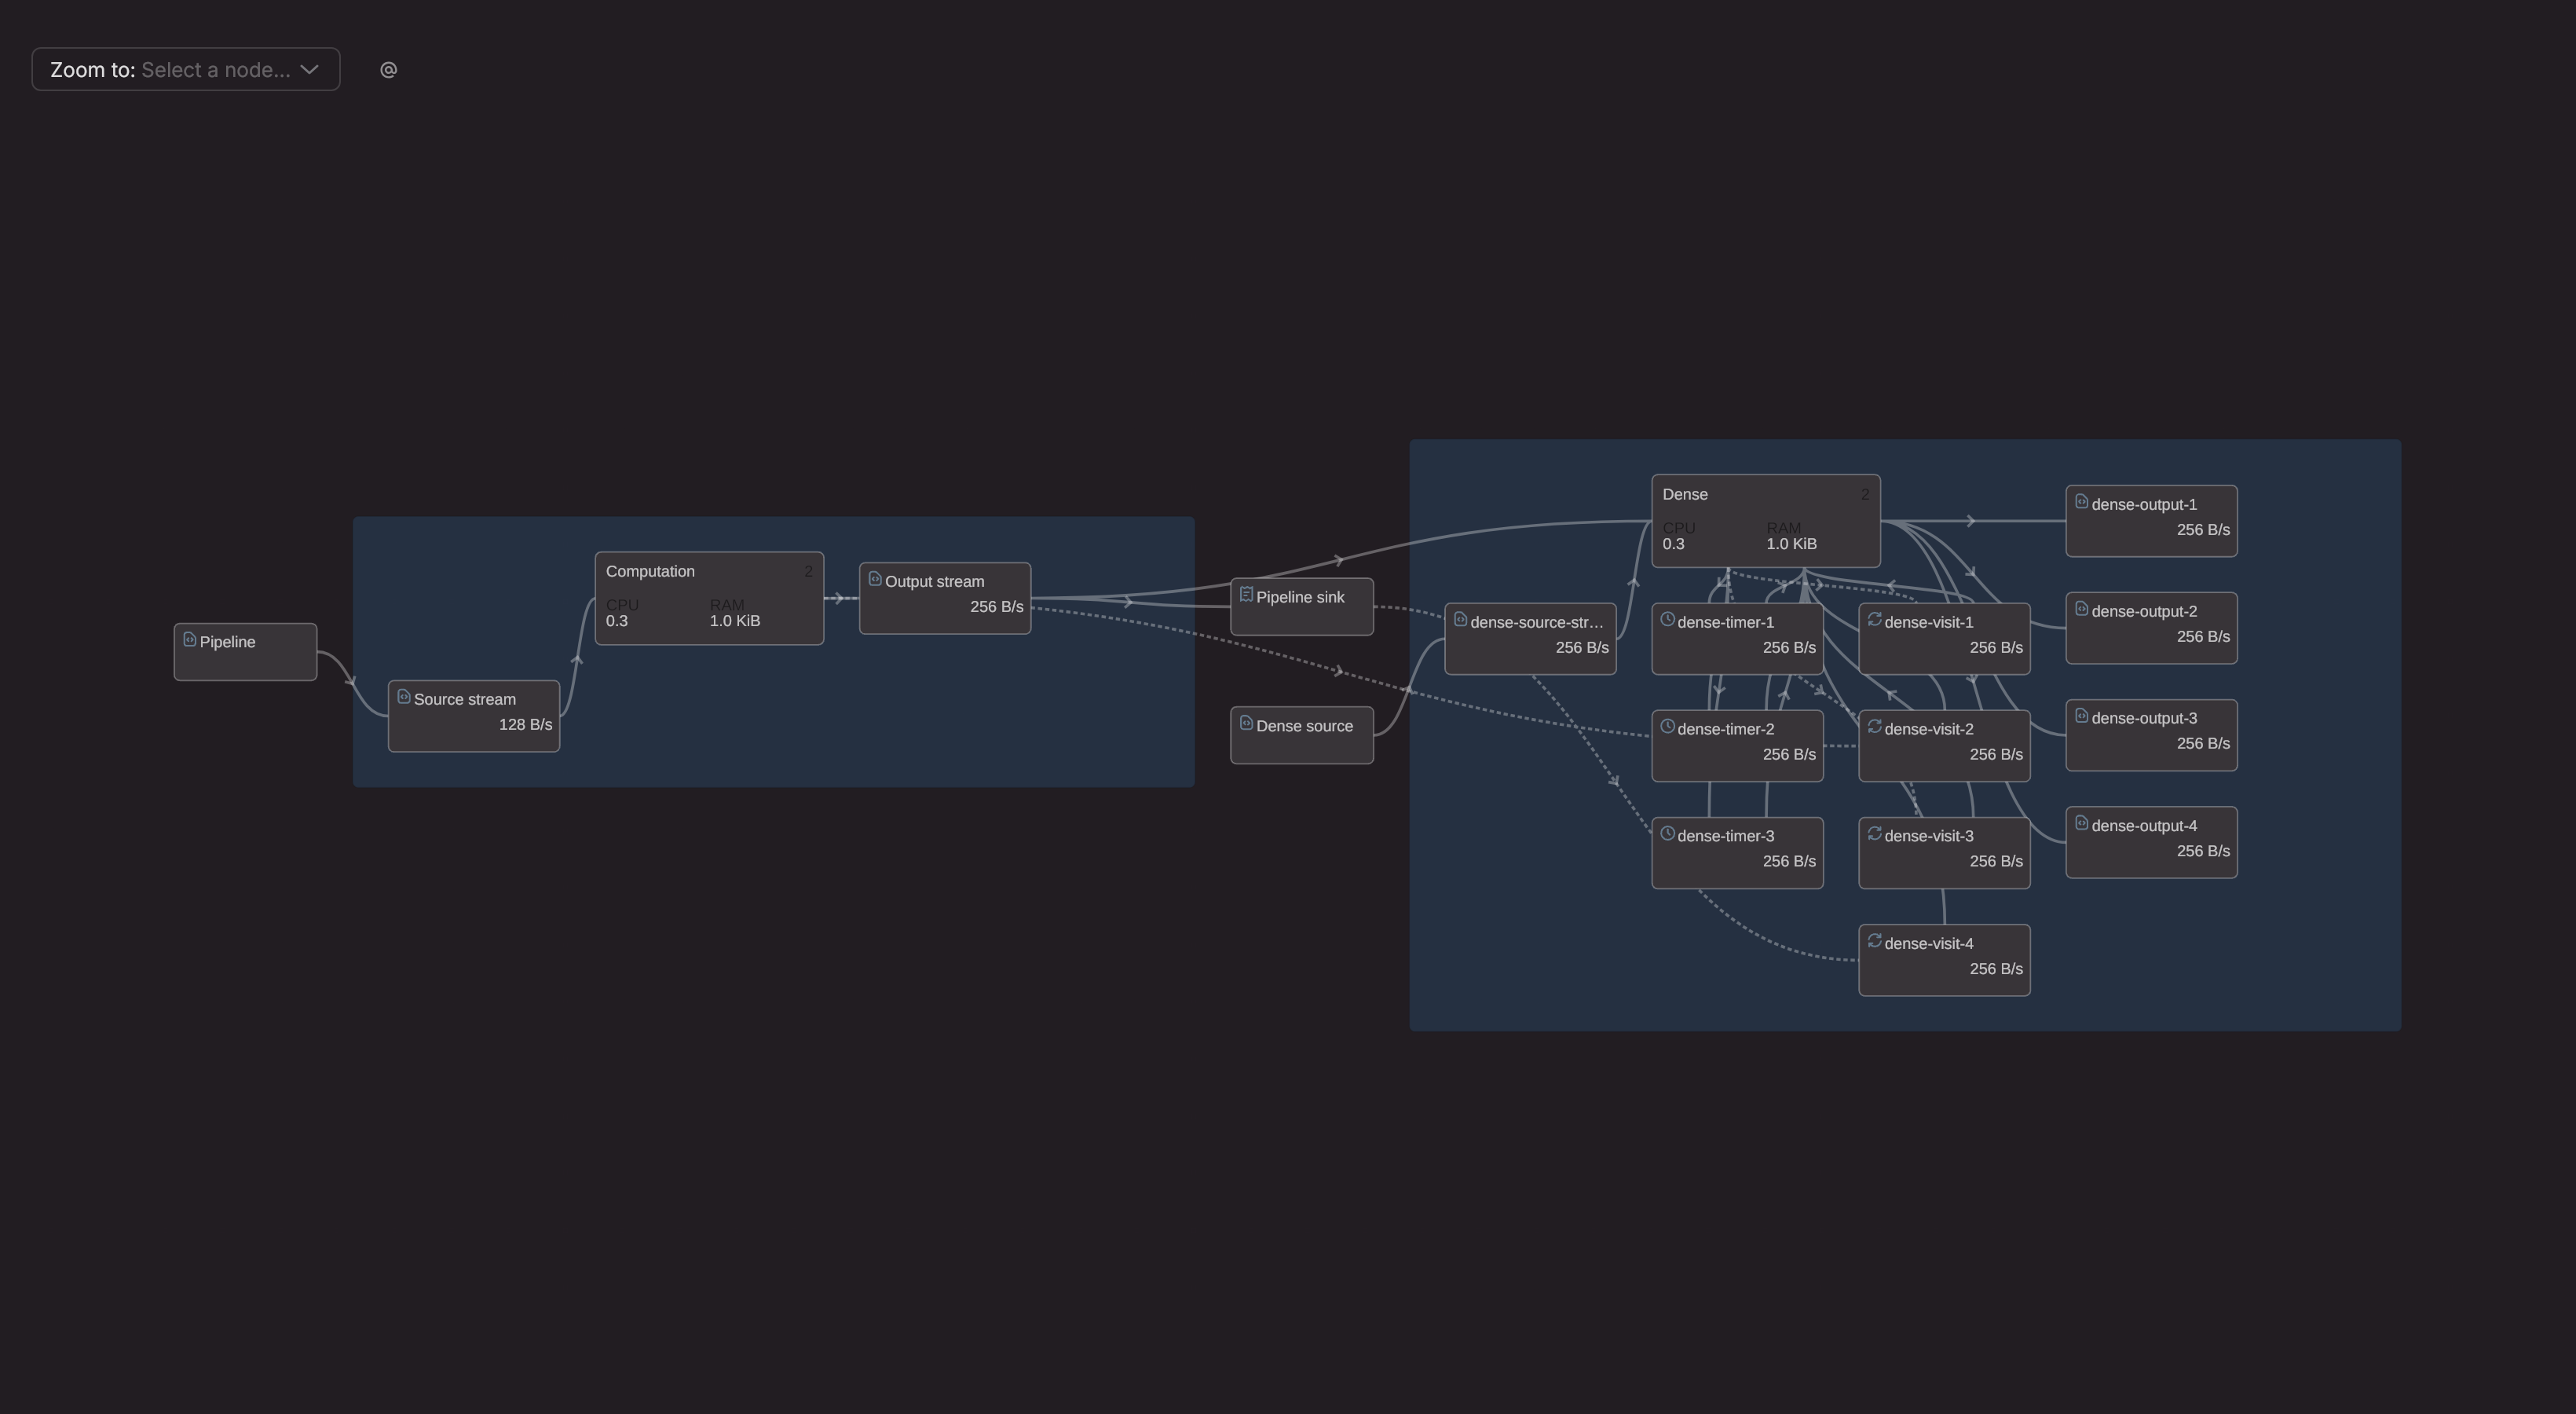 Zoom to: Select a node...
@
Pipeline
Source stream
128 B/s
Computation 2
CPU RAM
0.3 1.0 KiB
Output stream
256 B/s
Pipeline sink
Dense source
dense-source-str...
256 B/s
Dense 2
CPU RAM
0.3 1.0 KiB
dense-timer-1
256 B/s
dense-timer-2
256 B/s
dense-timer-3
256 B/s
dense-visit-1
256 B/s
dense-visit-2
256 B/s
dense-visit-3
256 B/s
dense-visit-4
256 B/s
dense-output-1
256 B/s
dense-output-2
256 B/s
dense-output-3
256 B/s
dense-output-4
256 B/s